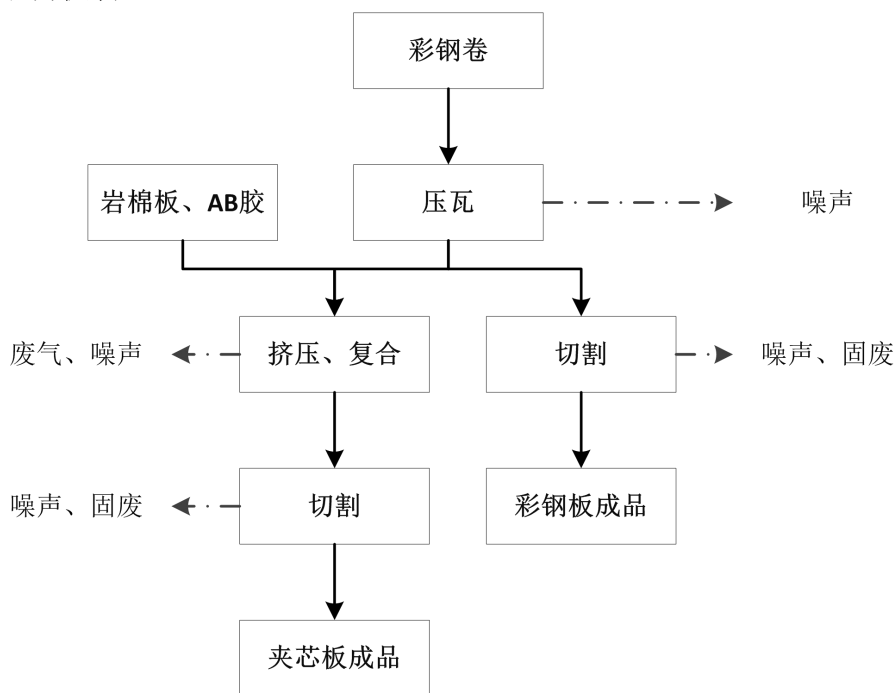 彩钢卷
岩棉板、AB胶
压瓦
噪声
废气、噪声
挤压、复合
切割
噪声、固废
噪声、固废
切割
彩钢板成品
夹芯板成品